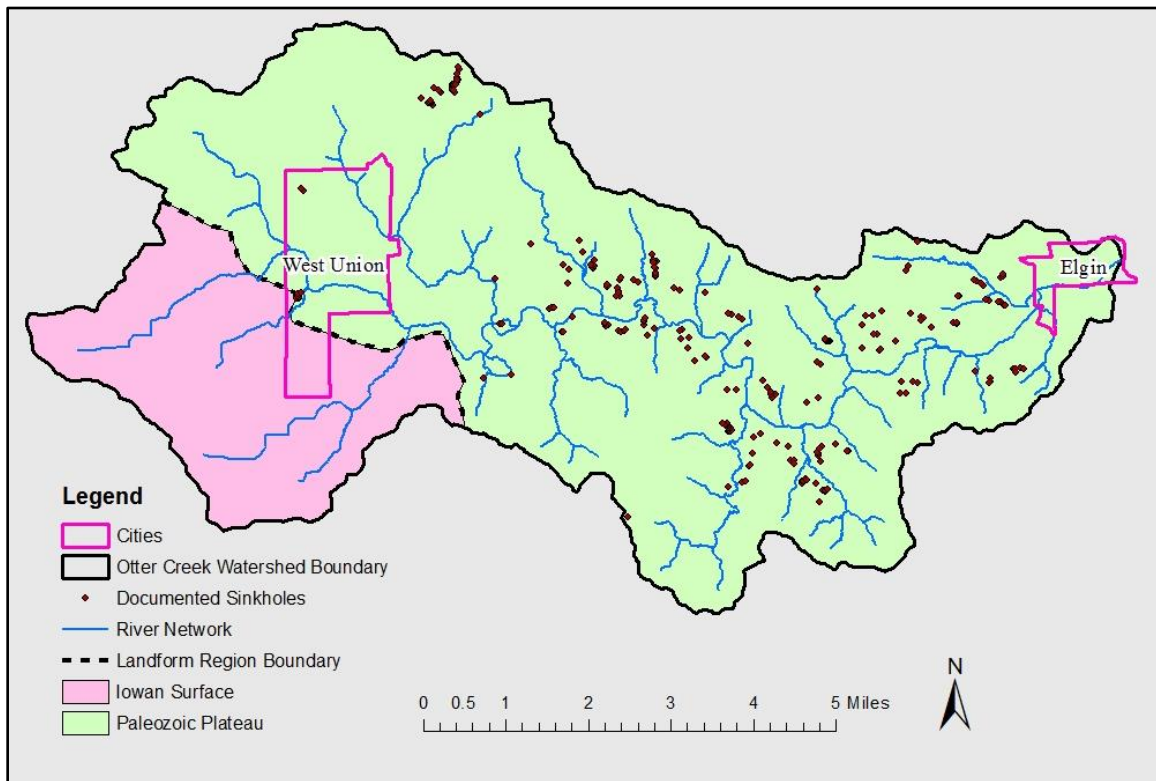 West Union
Elgin
Legend
Cities
Otter Creek Watershed Boundary
Documented Sinkholes
River Network
Landform Region Boundary
Iowan Surface
Paleozoic Plateau
0 0.5 1 2 3 4 5 Miles
N